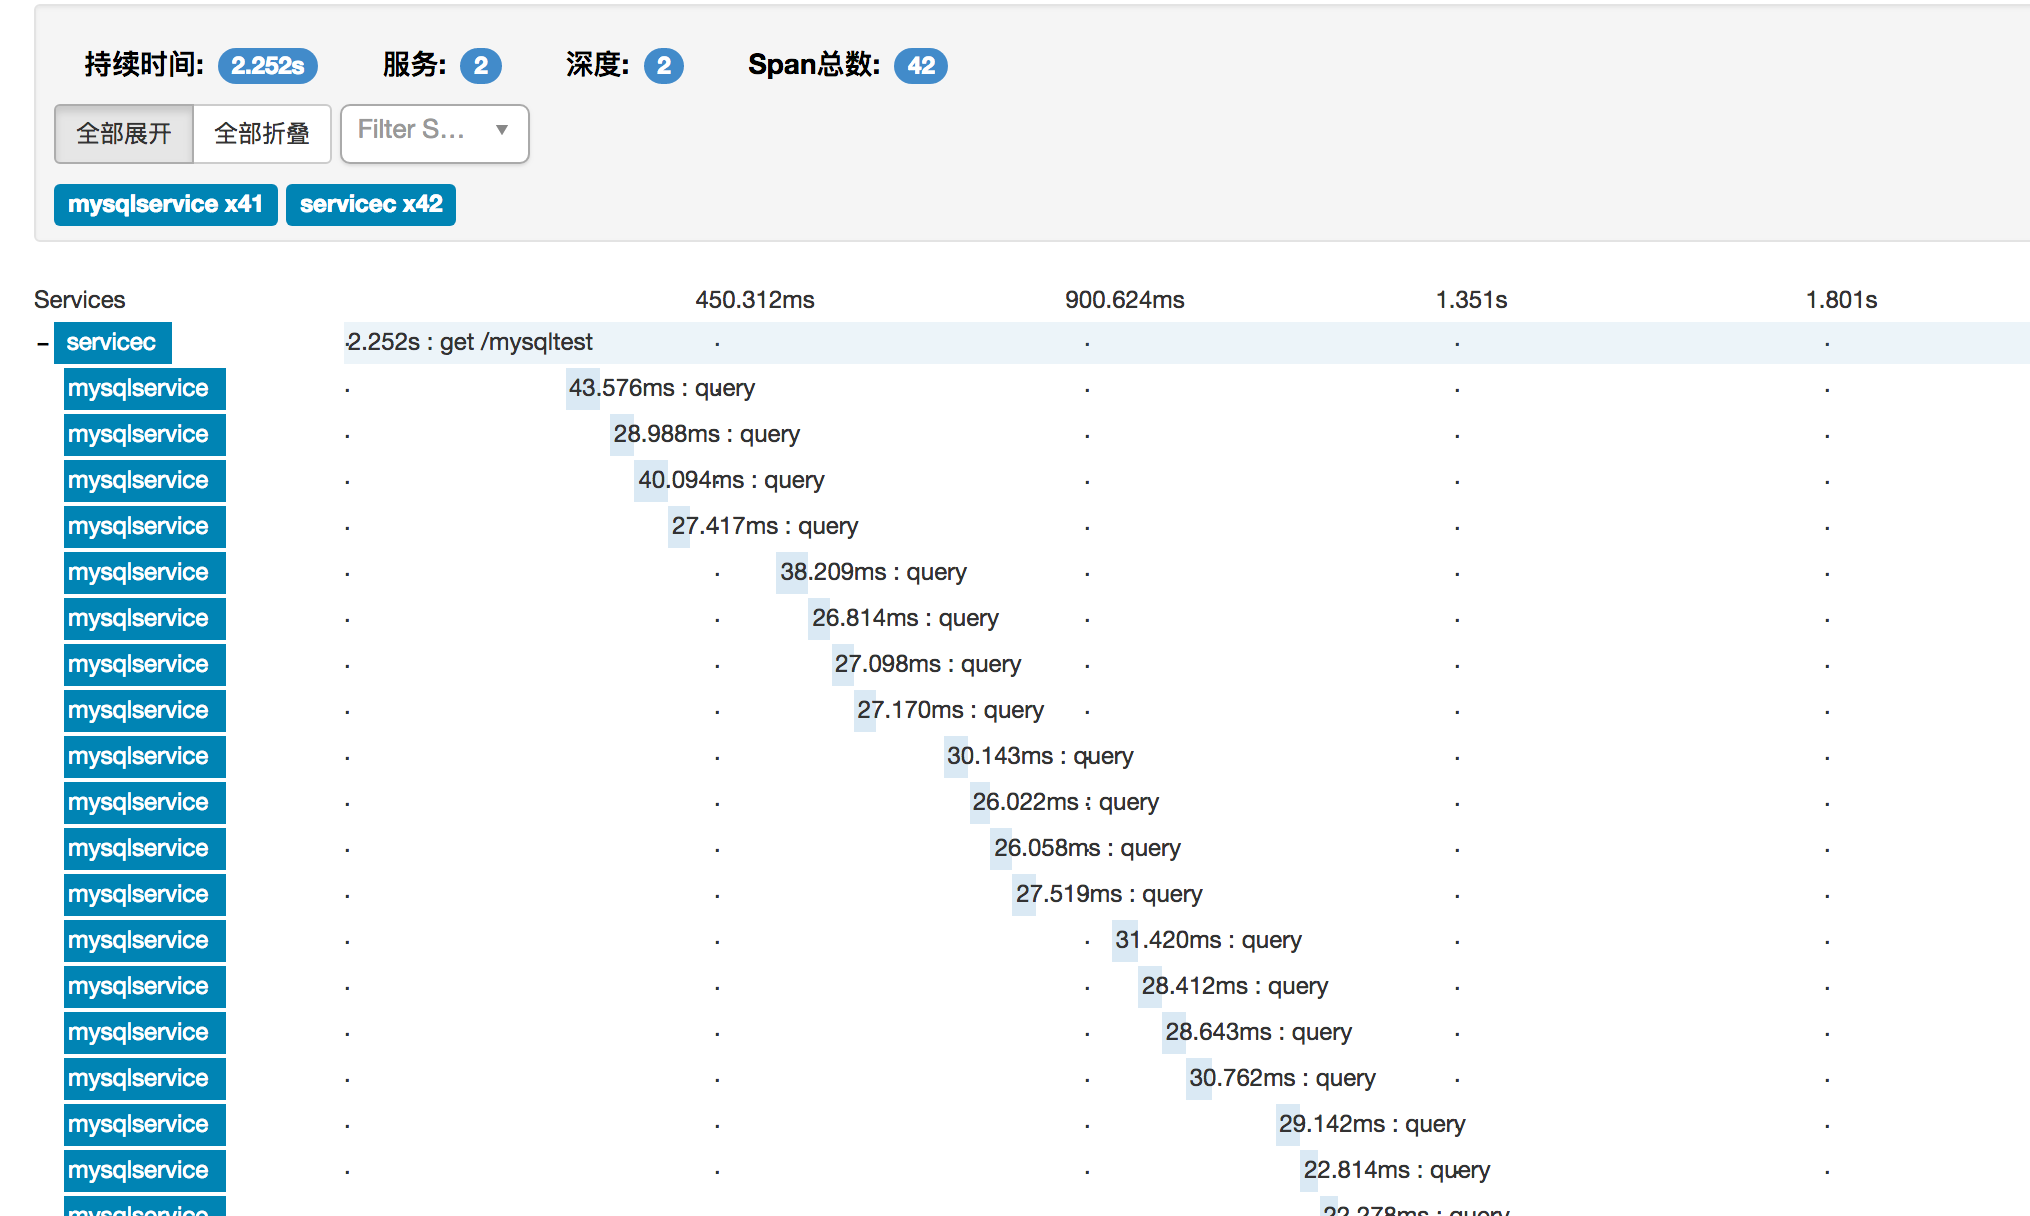 持续时间: 2.252s 服务: 2 深度: 2 Span总数: 42
全部展开 全部折叠 Filter S...
mysqlservice x41 servicec x42
Services 450.312ms 900.624ms 1.351s 1.801s
servicec 2.252s : get /mysqltest
mysqlservice 43.576ms : query
mysqlservice 28.988ms : query
mysqlservice 40.094ms : query
mysqlservice 27.417ms : query
mysqlservice 38.209ms : query
mysqlservice 26.814ms : query
mysqlservice 27.098ms : query
mysqlservice 27.170ms : query
mysqlservice 30.143ms : query
mysqlservice 26.022ms : query
mysqlservice 26.058ms : query
mysqlservice 27.519ms : query
mysqlservice 31.420ms : query
mysqlservice 28.412ms : query
mysqlservice 28.643ms : query
mysqlservice 30.762ms : query
mysqlservice 29.142ms : query
mysqlservice 22.814ms : query
mysqlservice 22.278ms : query